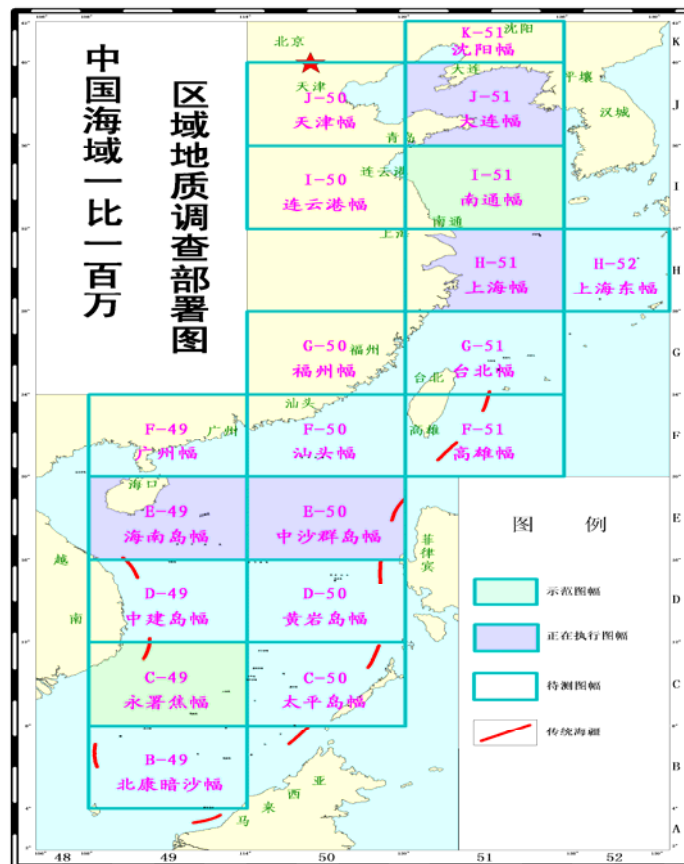 中国海域一比一百万
区域地质调查部署图
北京
K-51
沈阳
沈阳幅
K
天津
J-50
天津幅
大连
J-51
大连幅
平壤
汉城
J
青岛
连云港
I-50
连云港幅
I-51
南通幅
南通
I
上海
H-51
上海幅
H-52
上海东幅
H
G-50
福州
福州幅
G-51
台北
台北幅
G
F-49
广州
广州幅
汕头
F-50
汕头幅
高雄
F-51
高雄幅
F
海口
E-49
海南岛幅
E-50
中沙群岛幅
E
菲律宾
越南
D-49
中建岛幅
D-50
黄岩岛幅
D
C-49
永署焦幅
C-50
太平岛幅
C
B-49
北康暗沙幅
B
马来西亚
A
图 例
示范图幅
正在执行图幅
待测图幅
传统海疆
48 49 50 51 52